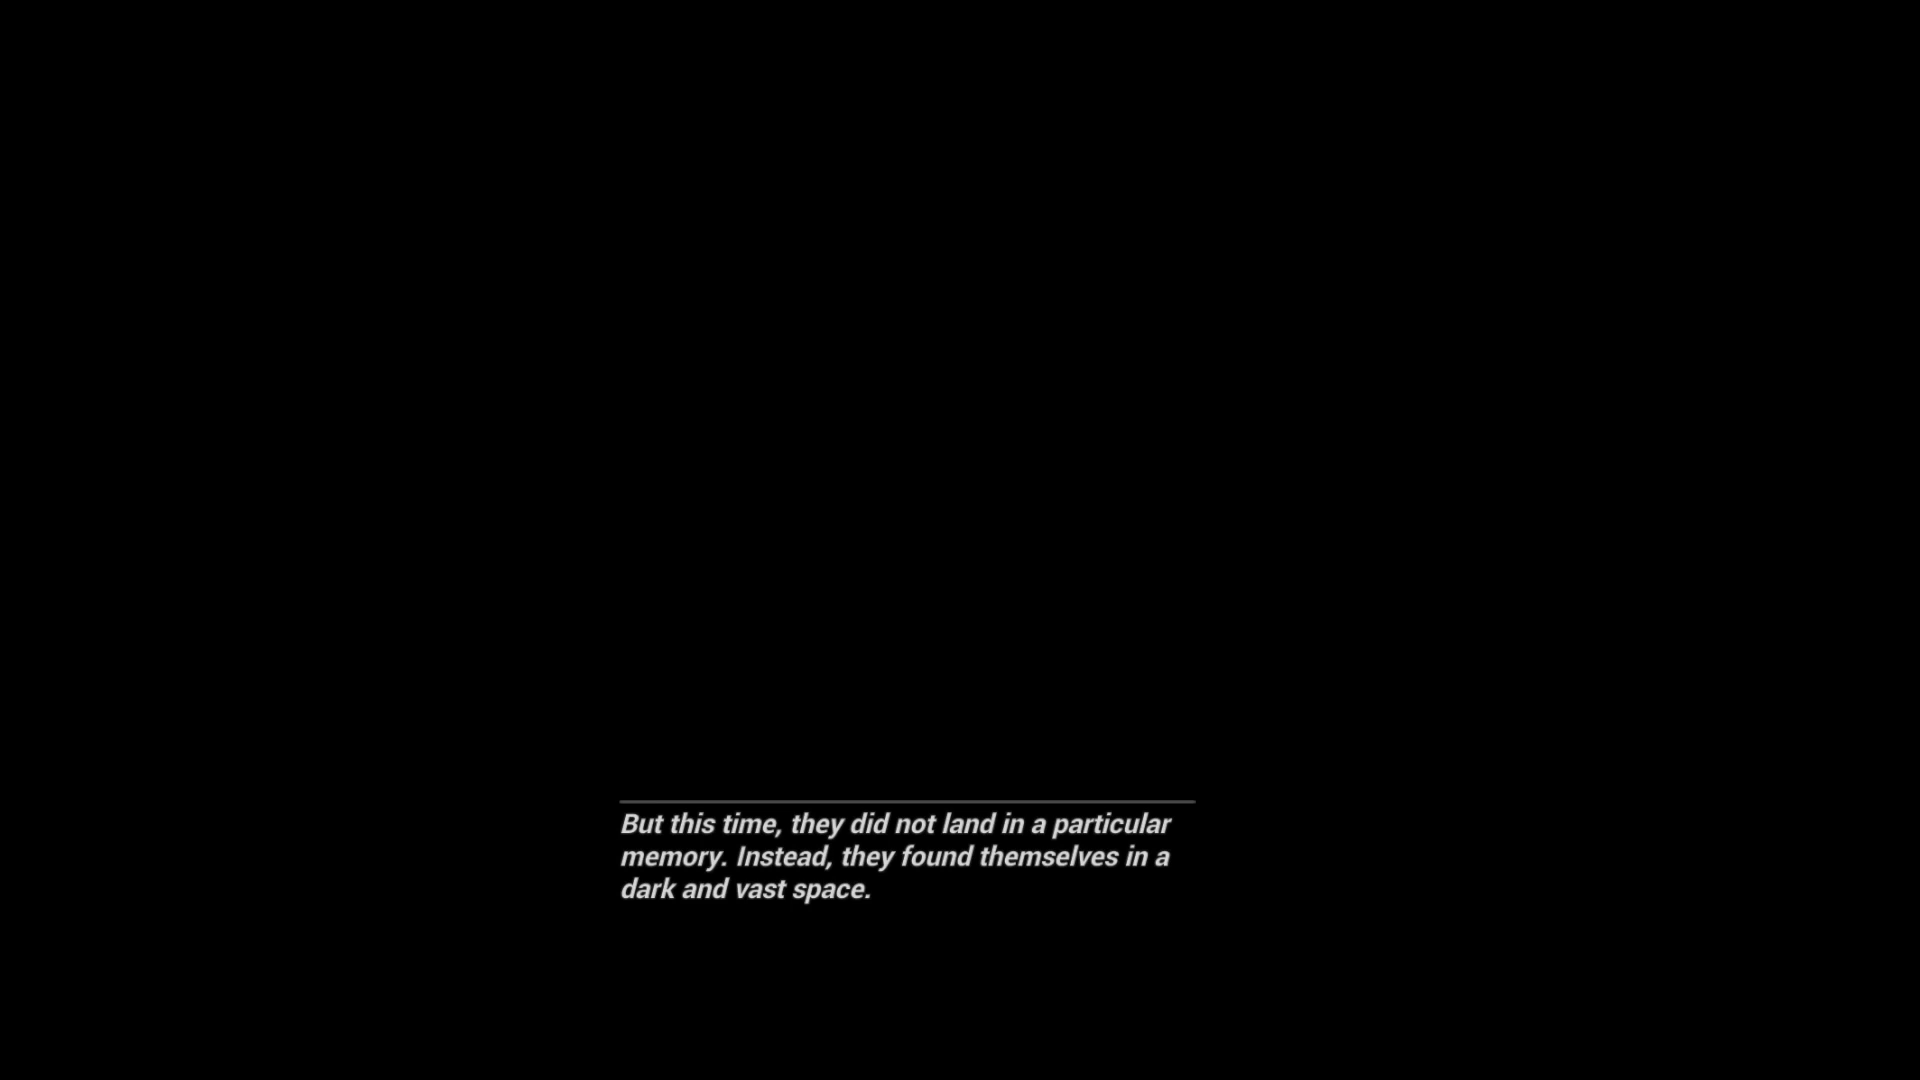 But this time, they did not land in a particular
memory. Instead, they found themselves in a
dark and vast space.